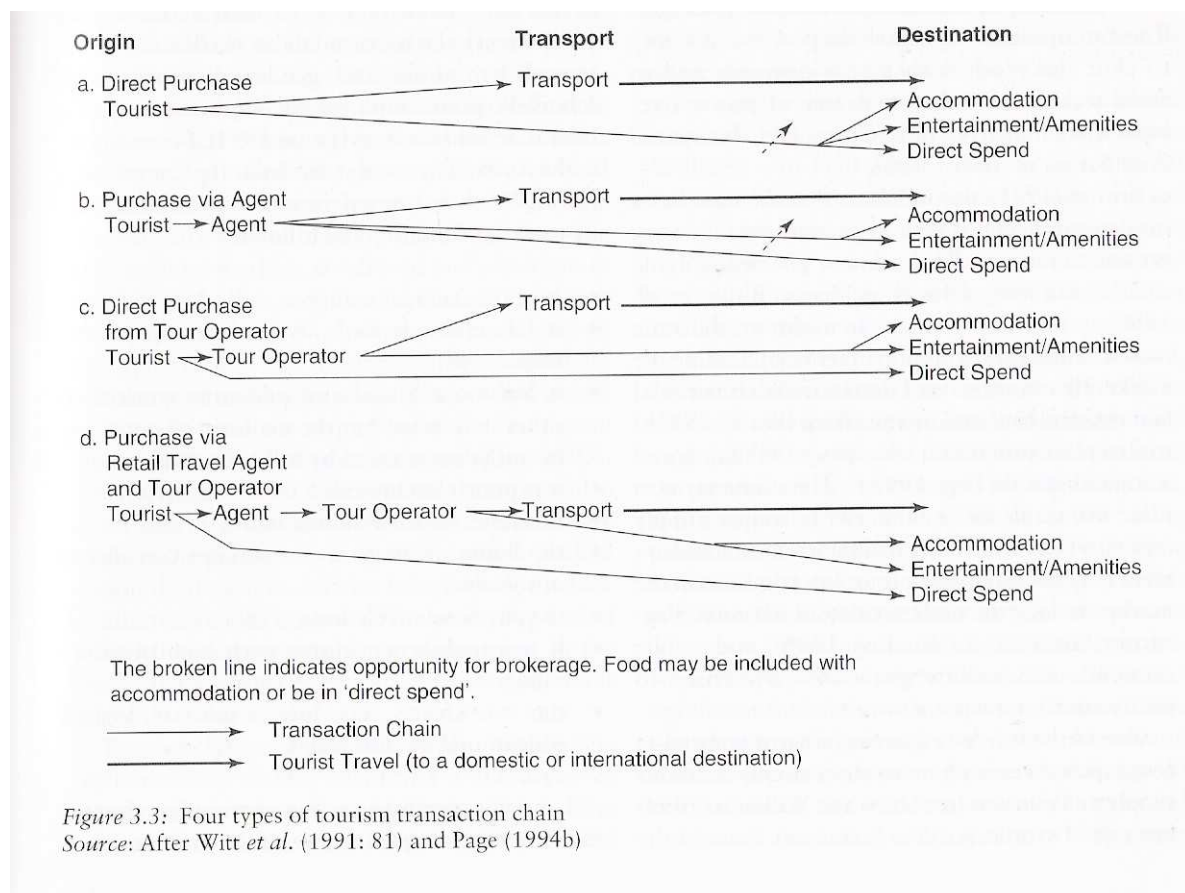 Origin Transport Destination
a. Direct Purchase Transport
Tourist Accommodation
Entertainment/Amenities
Direct Spend
b. Purchase via Agent Transport
Tourist Agent Accommodation
Entertainment/Amenities
Direct Spend
c. Direct Purchase Transport
from Tour Operator Accommodation
Tourist Tour Operator Entertainment/Amenities
Direct Spend
d. Purchase via
Retail Travel Agent
and Tour Operator
Tourist Agent Tour Operator Transport
Accommodation
Entertainment/Amenities
Direct Spend
The broken line indicates opportunity for brokerage. Food may be included with
accommodation or be in ‘direct spend’.
Transaction Chain
Tourist Travel (to a domestic or international destination)
Figure 3.3: Four types of tourism transaction chain
Source: After Witt et al. (1991: 81) and Page (1994b)